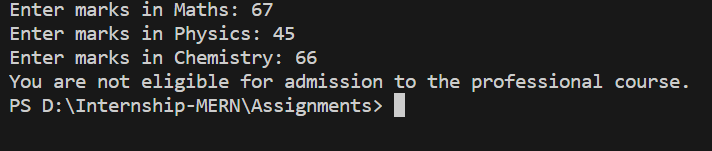 Enter marks in Maths: 67
Enter marks in Physics: 45
Enter marks in Chemistry: 66
You are not eligible for admission to the professional course.
PS D:\Internship-MERN\Assignments>